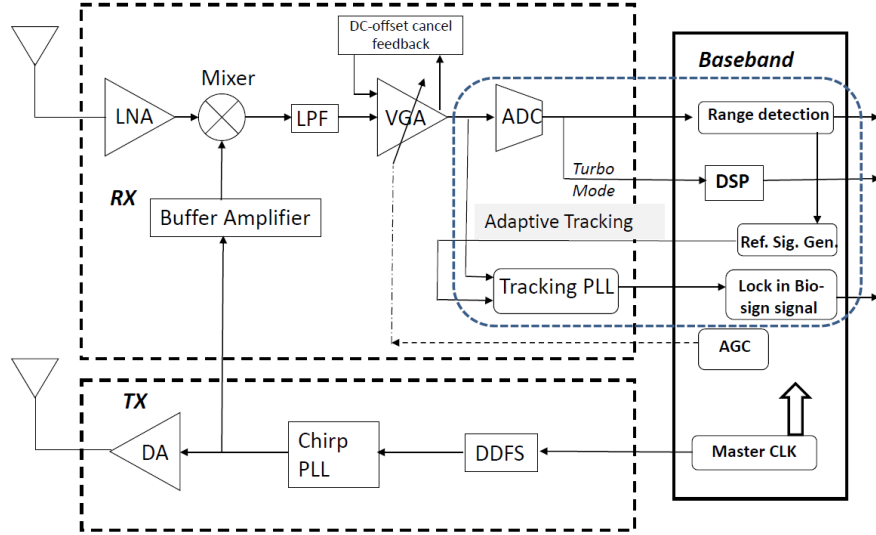 DC-offset cancel
feedback
Baseband
Mixer
LNA
LPF
VGA
ADC
Range detection
RX
Turbo
Mode
DSP
Buffer Amplifier
Adaptive Tracking
Ref. Sig. Gen.
Tracking PLL
Lock in Bio-
sign signal
AGC
TX
DA
Chirp
PLL
DDFS
Master CLK